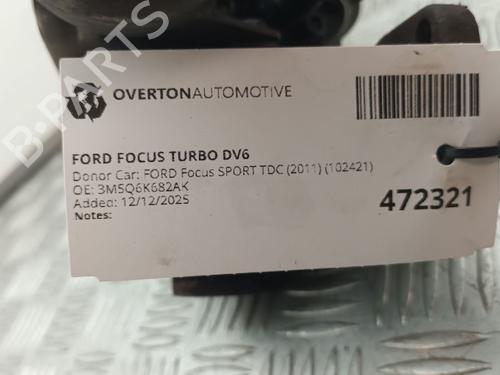 OVERTONAUTOMOTIVE
FORD FOCUS TURBO DV6
Donor Car: FORD Focus SPORT TDC (2011) (102421)
OE: 3M5Q6K682AK
Added: 12/12/2025
Notes:
472321
B-PARTS